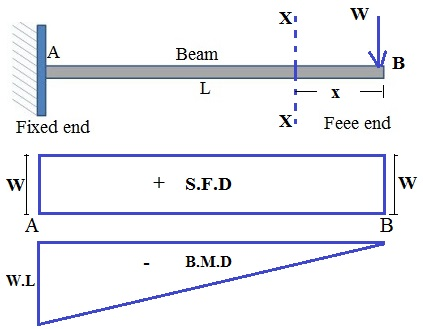 X W
A Beam B
L x
X
Fixed end Feee end
W + S.F.D W
A B
W.L - B.M.D